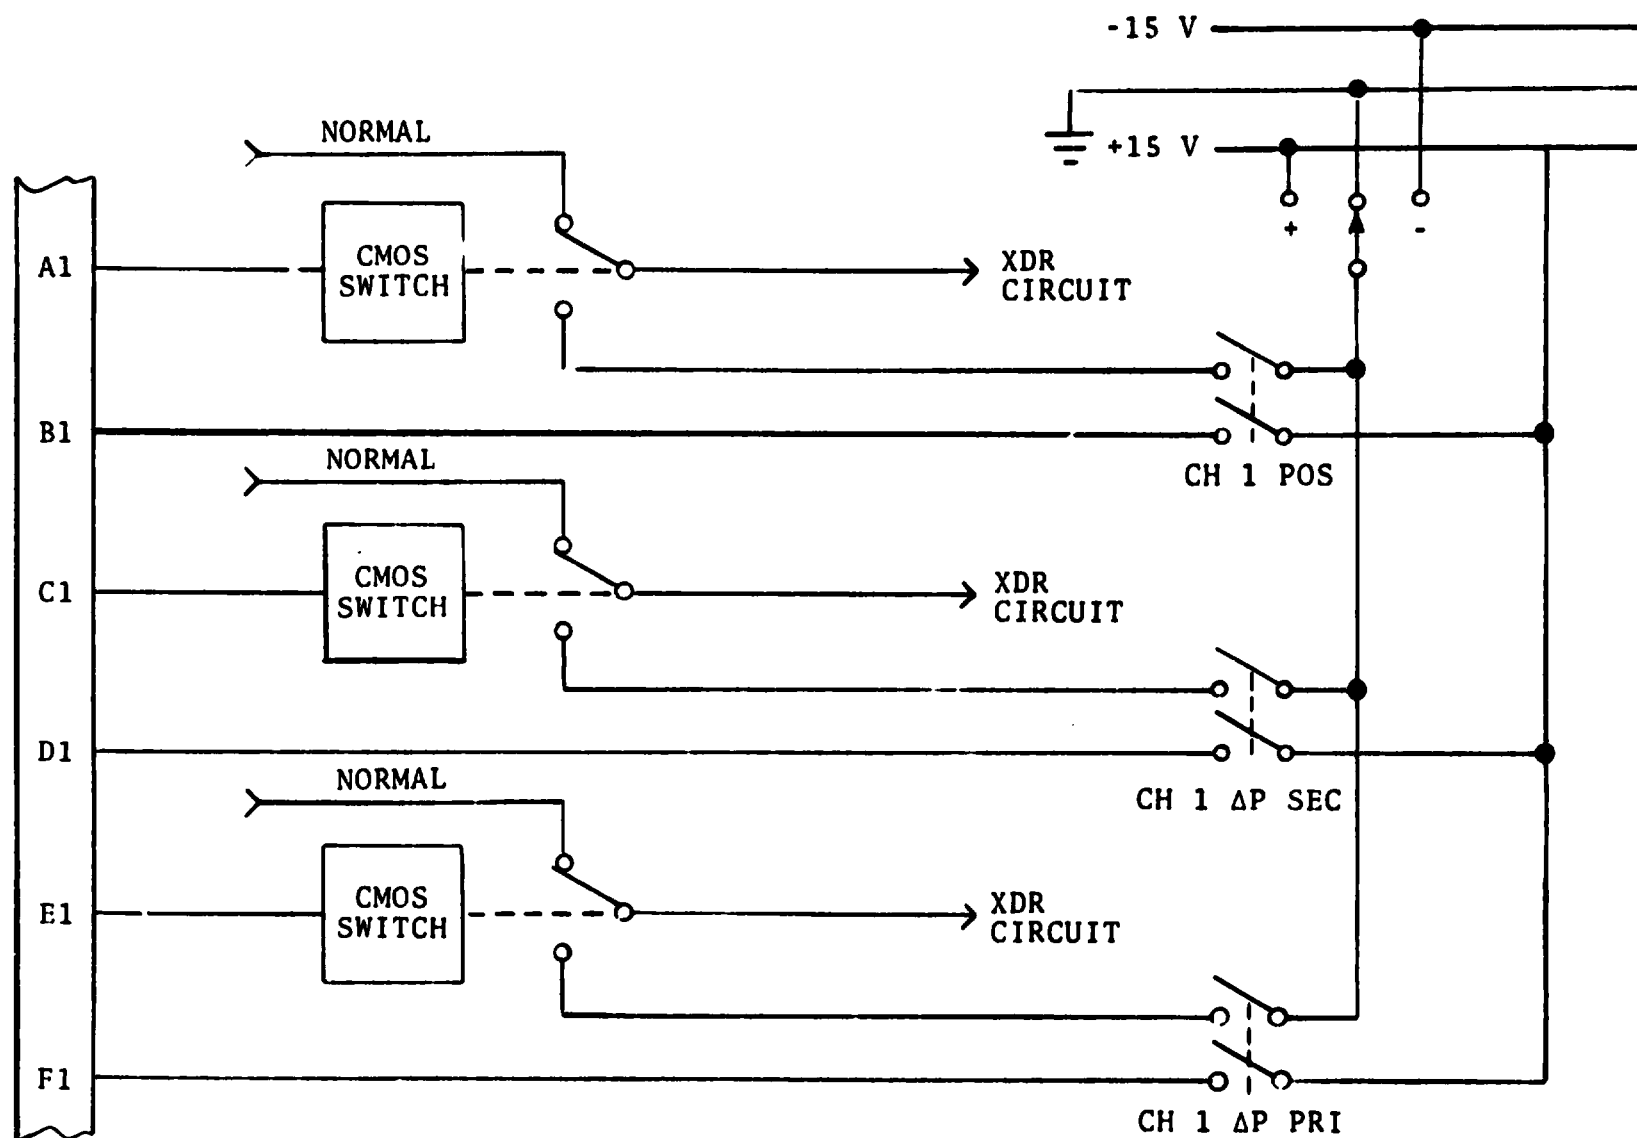 -15 V
NORMAL
+15 V
+
-
A1
CMOS
SWITCH
XDR
CIRCUIT
B1
NORMAL
CH 1 POS
C1
CMOS
SWITCH
XDR
CIRCUIT
D1
NORMAL
CH 1 ΔP SEC
E1
CMOS
SWITCH
XDR
CIRCUIT
F1
CH 1 ΔP PRI